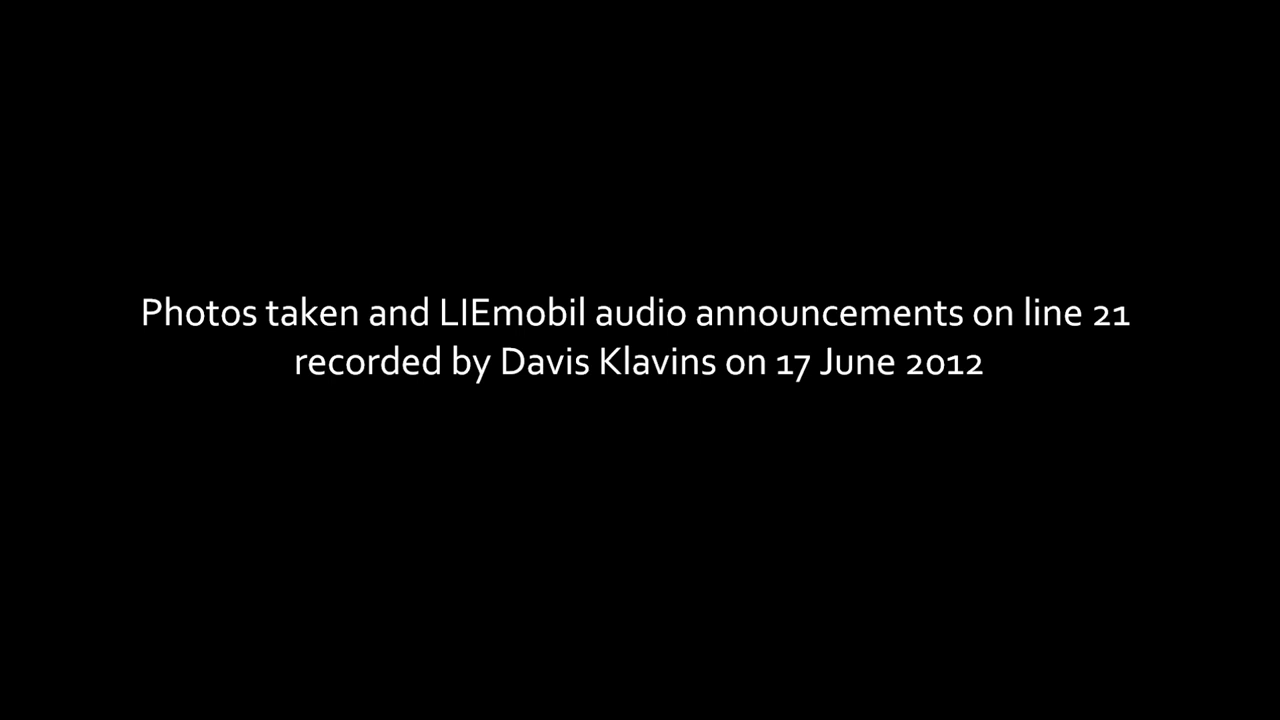 Photos taken and LIEmobil audio announcements on line 21
recorded by Davis Klavins on 17 June 2012